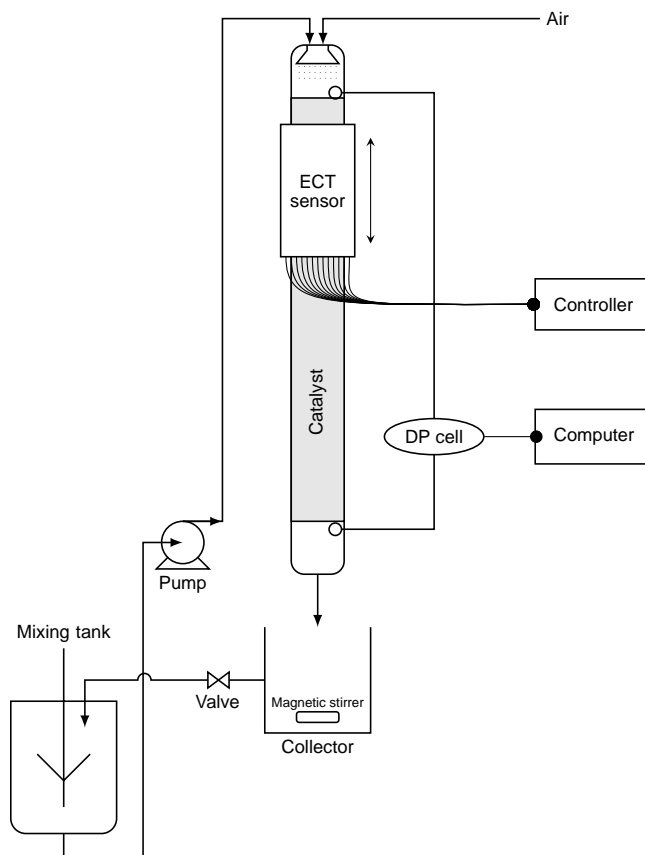 Air
ECT
sensor
Controller
Catalyst
DP cell
Computer
Pump
Mixing tank
Valve
Magnetic stirrer
Collector